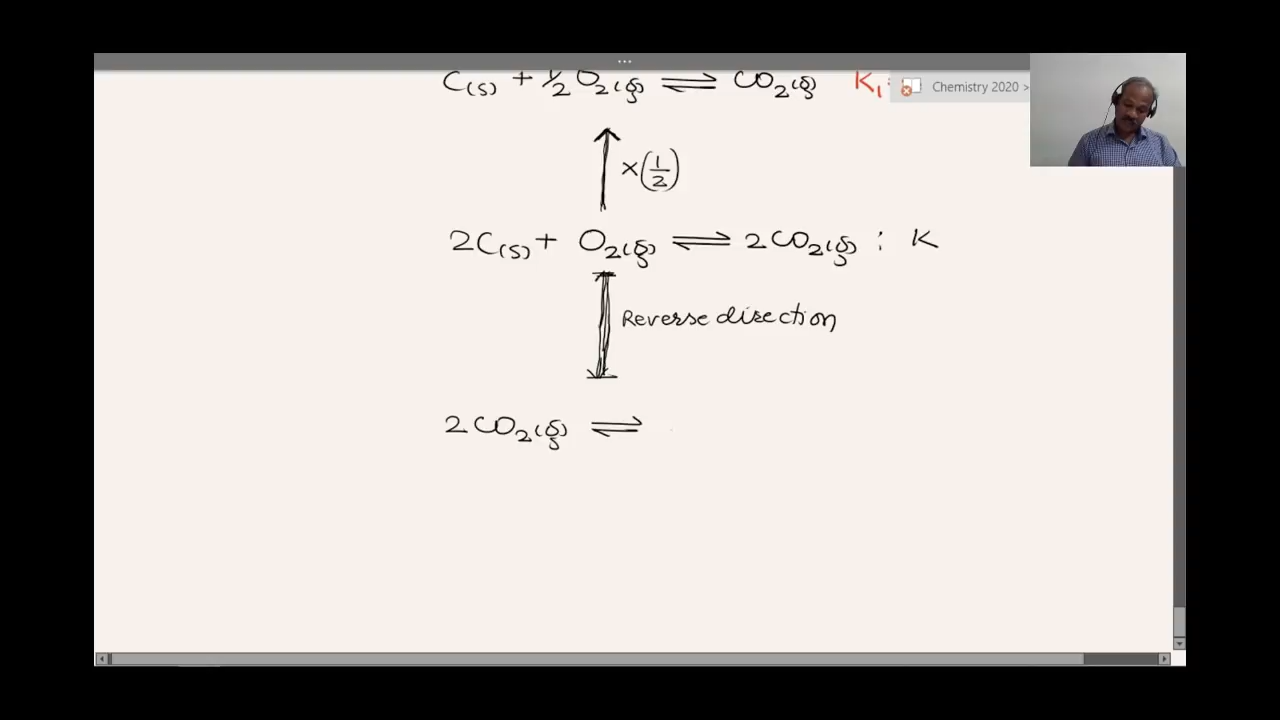 C(s) + ½ O₂(g) ⇌ CO₂(g) K₁
Chemistry 2020 >
×(1/2)
2C(s) + O₂(g) ⇌ 2CO₂(g) : K
Reverse direction
2CO₂(g) ⇌